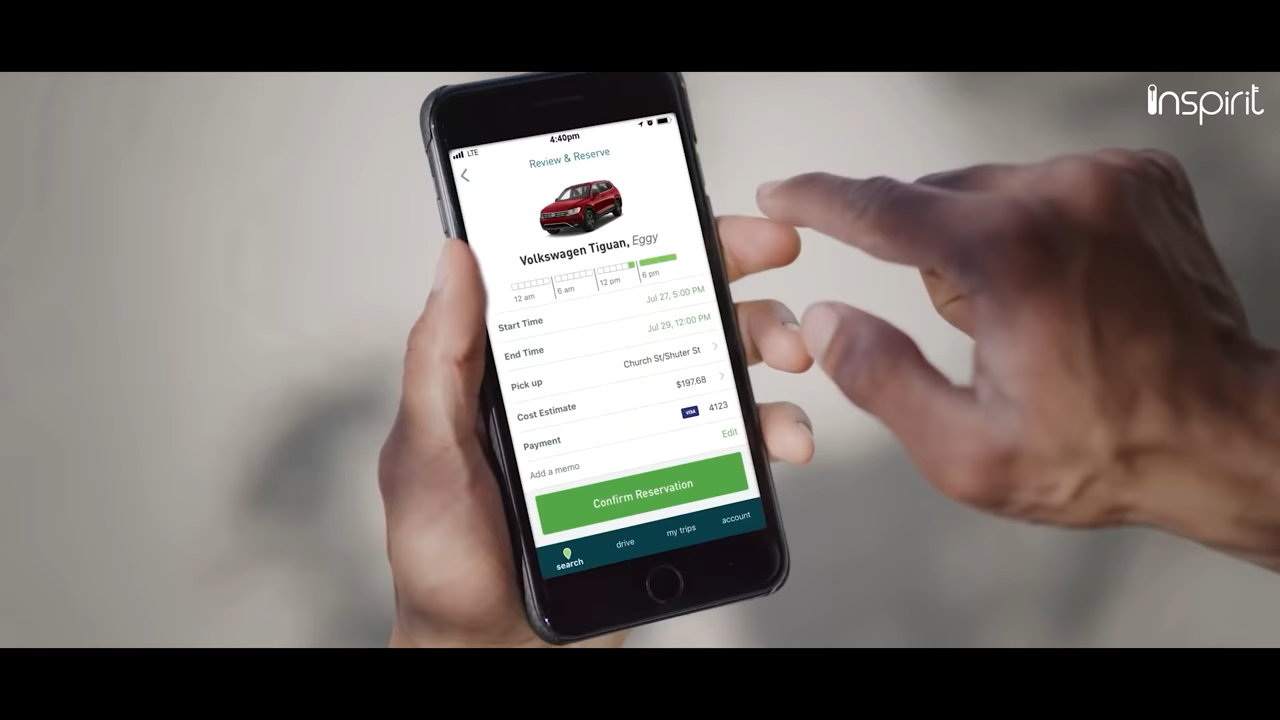 inspirit
LTE
4:40pm
Review & Reserve
Volkswagen Tiguan, Eggy
12 am 6 am 12 pm 6 pm
Start Time Jul 27, 5:00 PM
End Time Jul 29, 12:00 PM
Pick up Church St/Shuter St
Cost Estimate $197.68
Payment VISA 4123
Add a memo Edit
Confirm Reservation
search drive my trips account